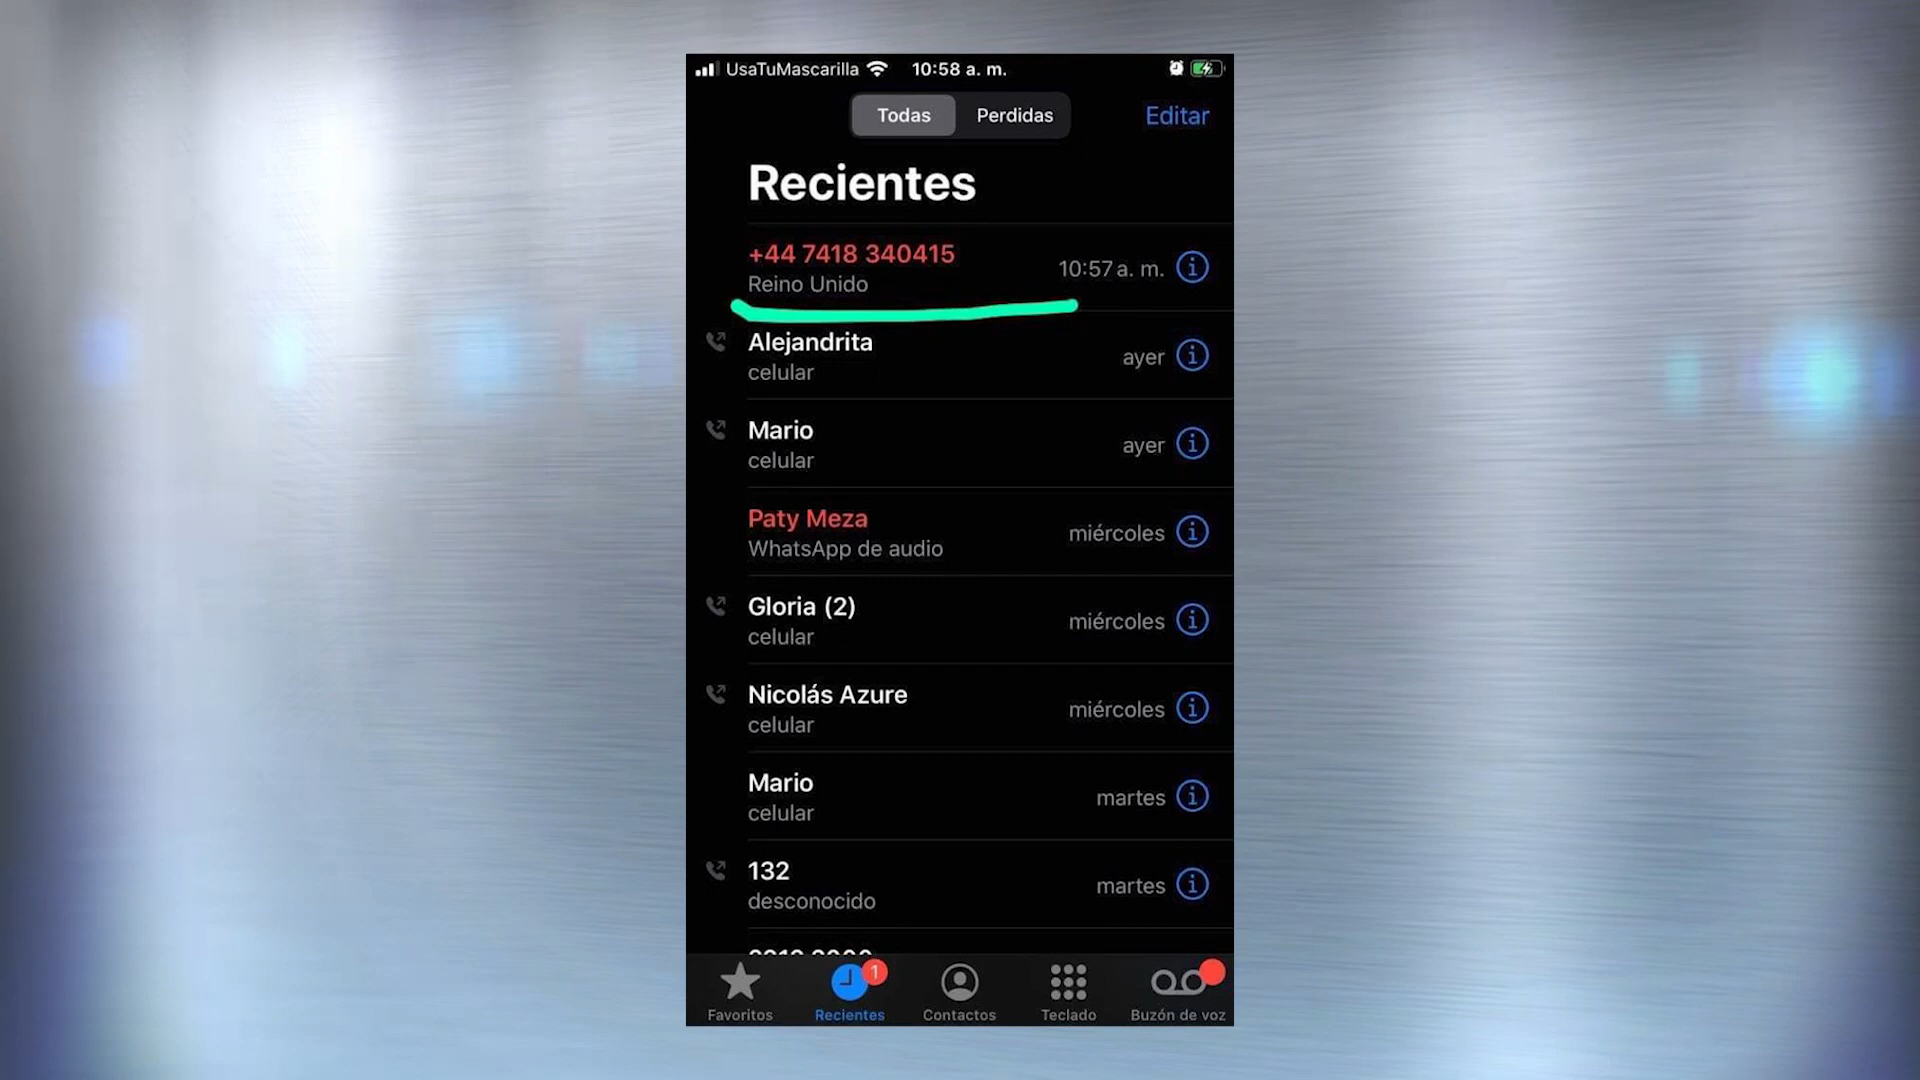 UsaTuMascarilla 10:58 a. m.
Todas Perdidas Editar
Recientes
+44 7418 340415
Reino Unido
10:57 a. m.
Alejandrita
celular
ayer
Mario
celular
ayer
Paty Meza
WhatsApp de audio
miércoles
Gloria (2)
celular
miércoles
Nicolás Azure
celular
miércoles
Mario
celular
martes
132
desconocido
martes
1
Favoritos Recientes Contactos Teclado Buzón de voz